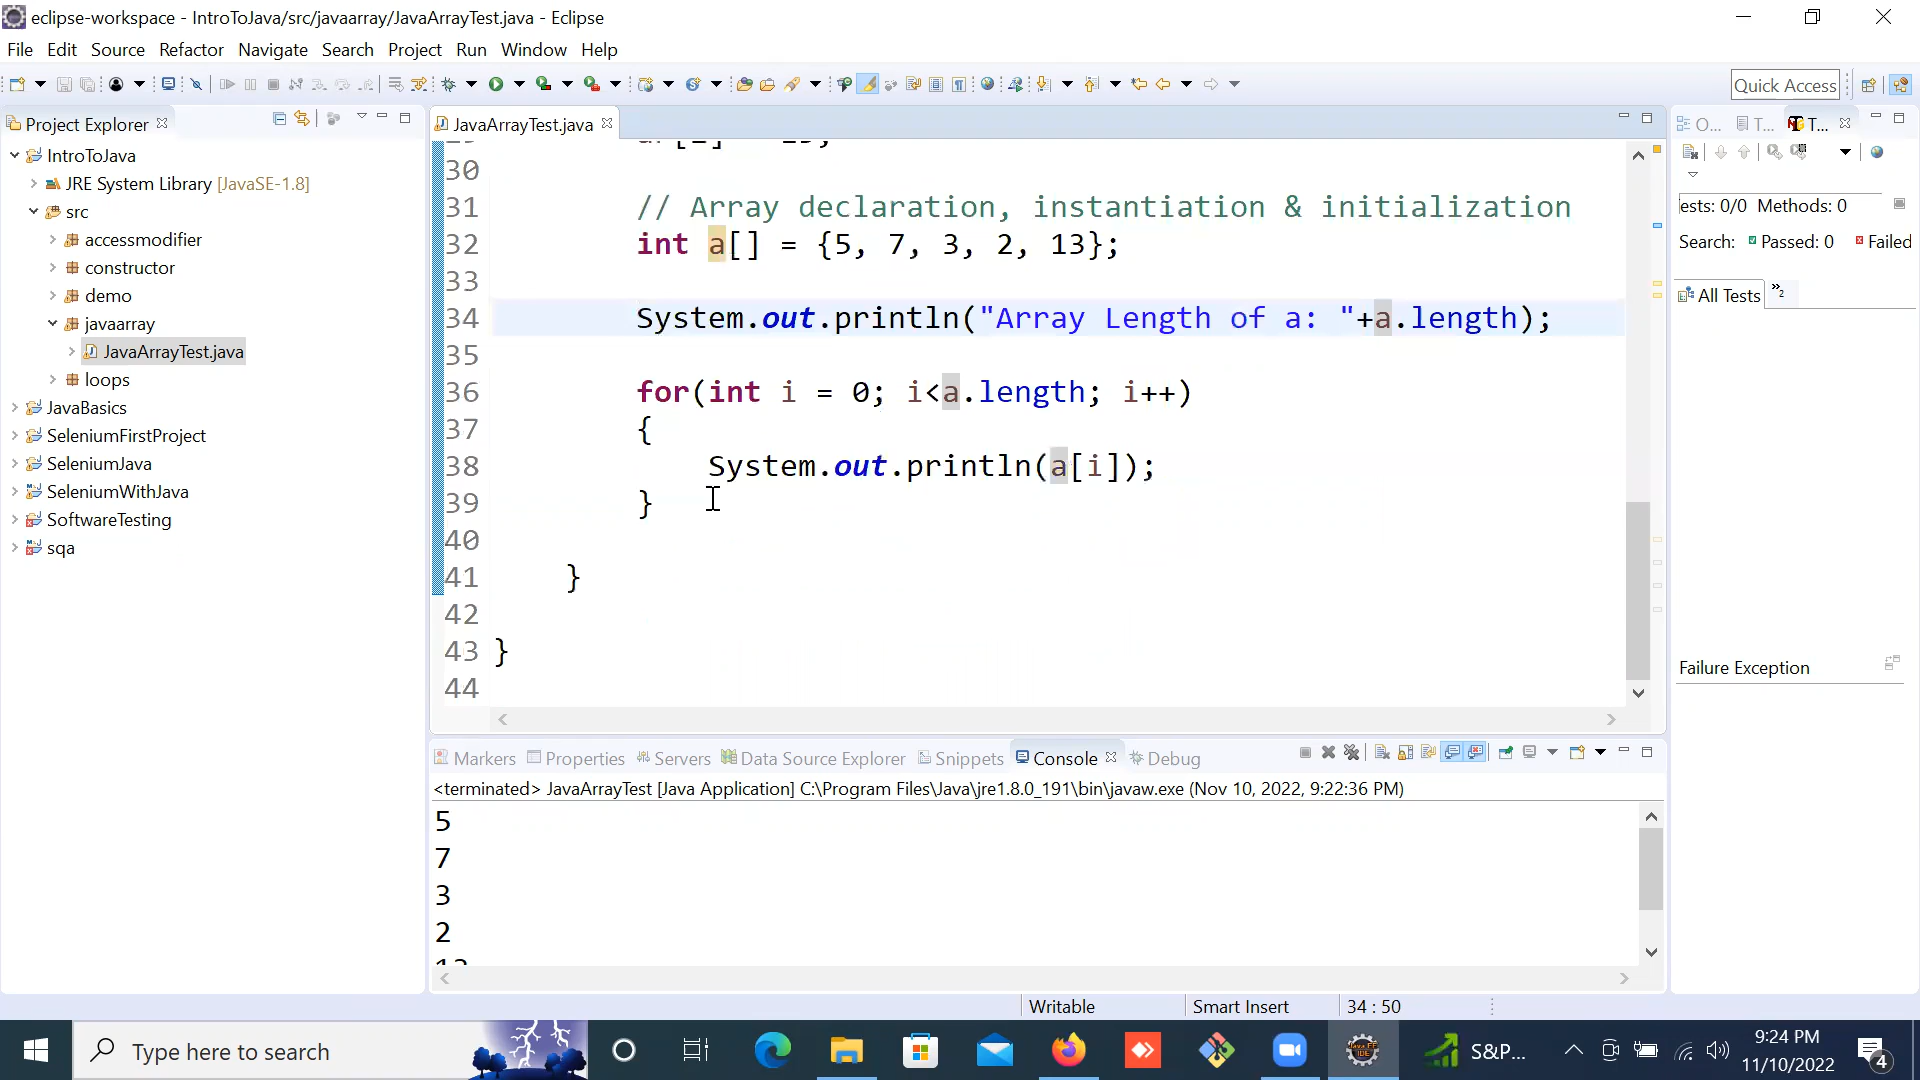 eclipse-workspace - IntroToJava/src/javaarray/JavaArrayTest.java - Eclipse
File Edit Source Refactor Navigate Search Project Run Window Help
Quick Access
Project Explorer
IntroToJava
JRE System Library [JavaSE-1.8]
src
accessmodifier
constructor
demo
javaarray
JavaArrayTest.java
loops
JavaBasics
SeleniumFirstProject
SeleniumJava
SeleniumWithJava
SoftwareTesting
sqa
JavaArrayTest.java
30
31 // Array declaration, instantiation & initialization
32 int a[] = {5, 7, 3, 2, 13};
33
34 System.out.println("Array Length of a: "+a.length);
35
36 for(int i = 0; i<a.length; i++)
37 {
38 System.out.println(a[i]);
39 }
40
41 }
42
43 }
44
O... T... T...
ests: 0/0 Methods: 0
Search: Passed: 0 Failed
All Tests »2
Failure Exception
Markers Properties Servers Data Source Explorer Snippets Console Debug
<terminated> JavaArrayTest [Java Application] C:\Program Files\Java\jre1.8.0_191\bin\javaw.exe (Nov 10, 2022, 9:22:36 PM)
5
7
3
2
Writable Smart Insert 34 : 50
Type here to search
S&P...
9:24 PM
11/10/2022
4